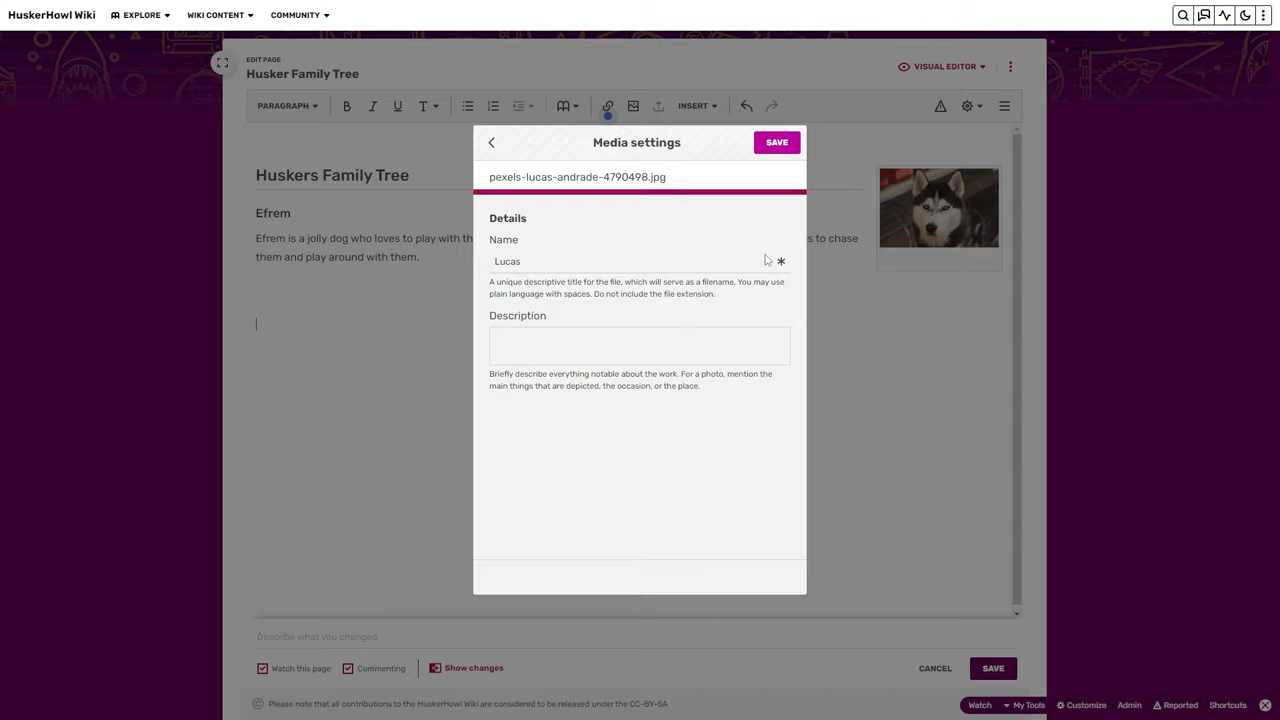 HuskerHowl Wiki
EXPLORE
WIKI CONTENT
COMMUNITY
EDIT PAGE
Husker Family Tree
VISUAL EDITOR
PARAGRAPH
B
I
U
T
INSERT
Media settings
SAVE
pexels-lucas-andrade-4790498.jpg
Huskers Family Tree
Efrem
Efrem is a jolly dog who loves to play with th
s to chase
them and play around with them.
Details
Name
Lucas
*
A unique descriptive title for the file, which will serve as a filename. You may use
plain language with spaces. Do not include the file extension.
Description
Briefly describe everything notable about the work. For a photo, mention the
main things that are depicted, the occasion, or the place.
Describe what you changed
Watch this page
Commenting
Show changes
CANCEL
SAVE
Please note that all contributions to the HuskerHowl Wiki are considered to be released under the CC-BY-SA
Watch
My Tools
Customize
Admin
Reported
Shortcuts